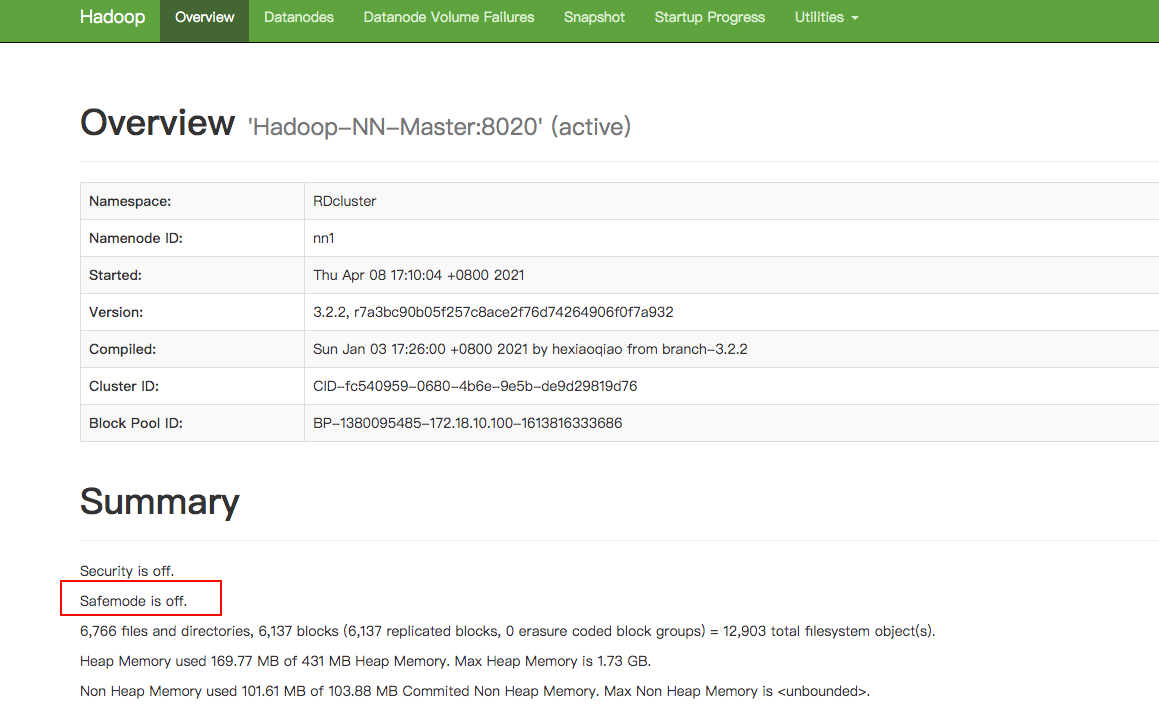 Hadoop Overview Datanodes Datanode Volume Failures Snapshot Startup Progress Utilities
Overview 'Hadoop-NN-Master:8020' (active)
Namespace: RDcluster
Namenode ID: nn1
Started: Thu Apr 08 17:10:04 +0800 2021
Version: 3.2.2, r7a3bc90b05f257c8ace2f76d74264906f0f7a932
Compiled: Sun Jan 03 17:26:00 +0800 2021 by hexiaoqiao from branch-3.2.2
Cluster ID: CID-fc540959-0680-4b6e-9e5b-de9d29819d76
Block Pool ID: BP-1380095485-172.18.10.100-1613816333686
Summary
Security is off.
Safemode is off.
6,766 files and directories, 6,137 blocks (6,137 replicated blocks, 0 erasure coded block groups) = 12,903 total filesystem object(s).
Heap Memory used 169.77 MB of 431 MB Heap Memory. Max Heap Memory is 1.73 GB.
Non Heap Memory used 101.61 MB of 103.88 MB Commited Non Heap Memory. Max Non Heap Memory is <unbounded>.